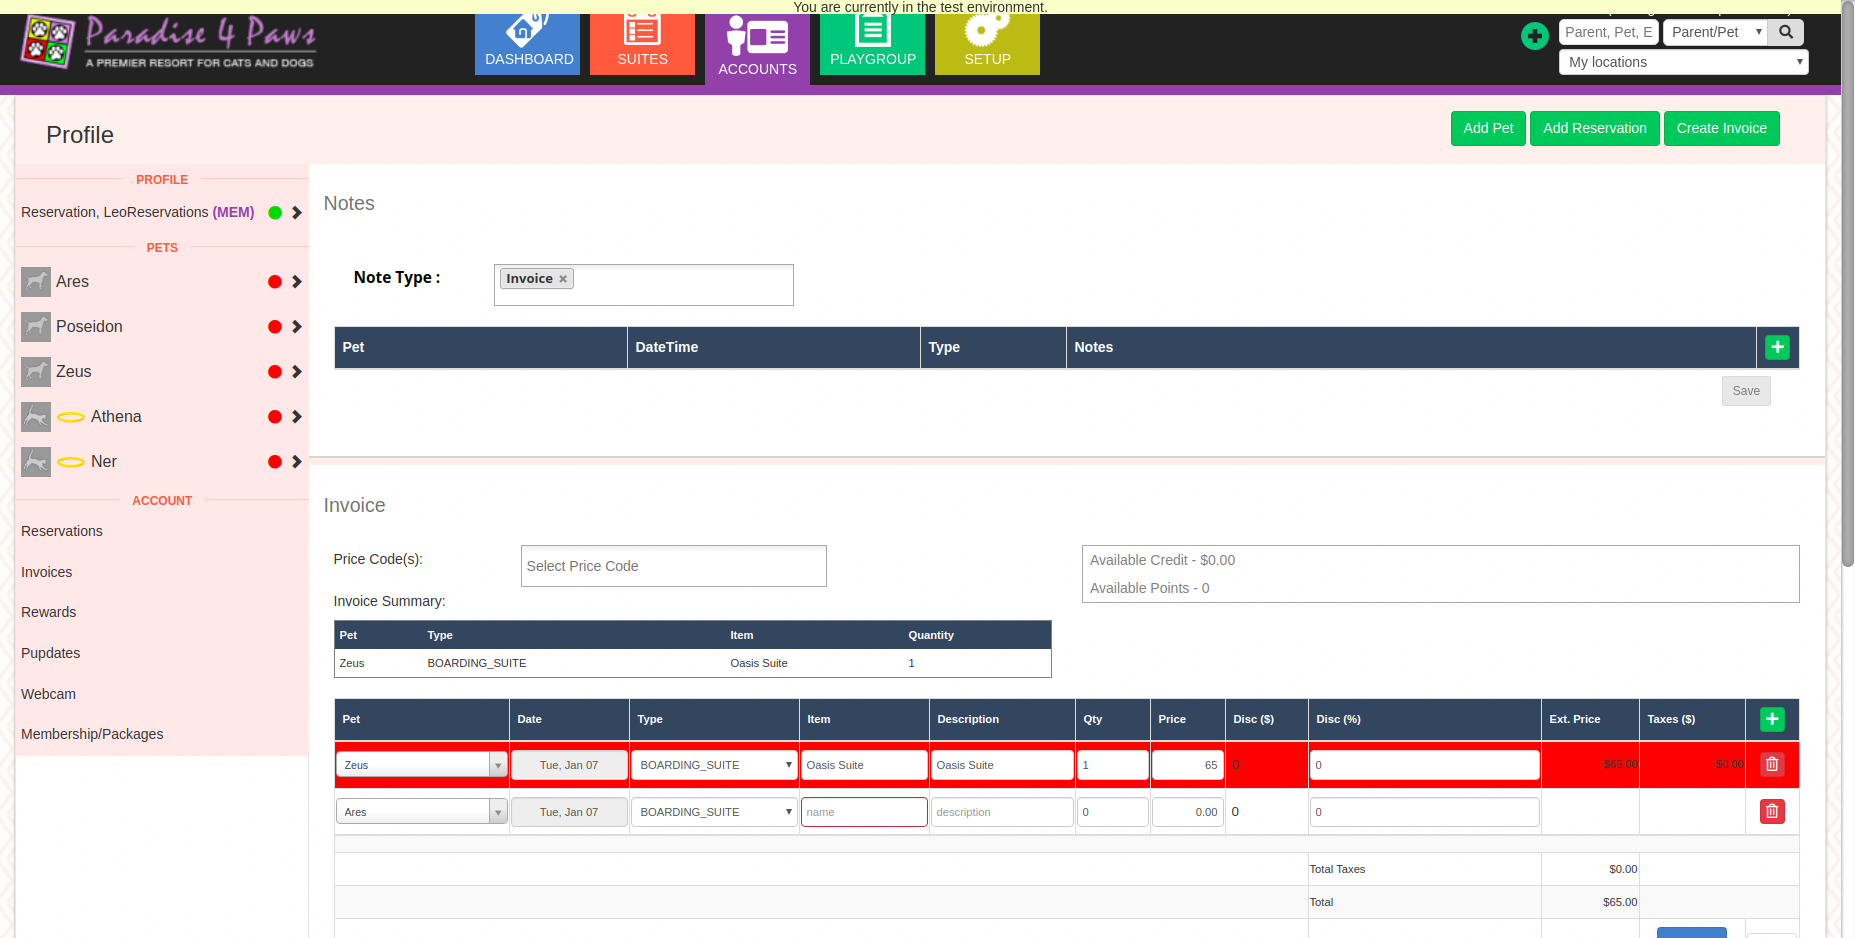 You are currently in the test environment.
Paradise 4 Paws
A PREMIER RESORT FOR CATS AND DOGS
DASHBOARD
SUITES
ACCOUNTS
PLAYGROUP
SETUP
Parent, Pet, E
Parent/Pet
My locations
Profile
Add Pet
Add Reservation
Create Invoice
PROFILE
Reservation, LeoReservations (MEM)
PETS
Ares
Poseidon
Zeus
Athena
Ner
ACCOUNT
Reservations
Invoices
Rewards
Pupdates
Webcam
Membership/Packages
Notes
Note Type :
Invoice ×
Pet DateTime Type Notes
Save
Invoice
Price Code(s):
Select Price Code
Available Credit - $0.00
Available Points - 0
Invoice Summary:
Pet Type Item Quantity
Zeus BOARDING_SUITE Oasis Suite 1
Pet Date Type Item Description Qty Price Disc ($) Disc (%) Ext. Price Taxes ($)
Zeus Tue, Jan 07 BOARDING_SUITE Oasis Suite Oasis Suite 1 65 0 0 $65.00 $0.00
Ares Tue, Jan 07 BOARDING_SUITE name description 0 0.00 0 0
Total Taxes $0.00
Total $65.00